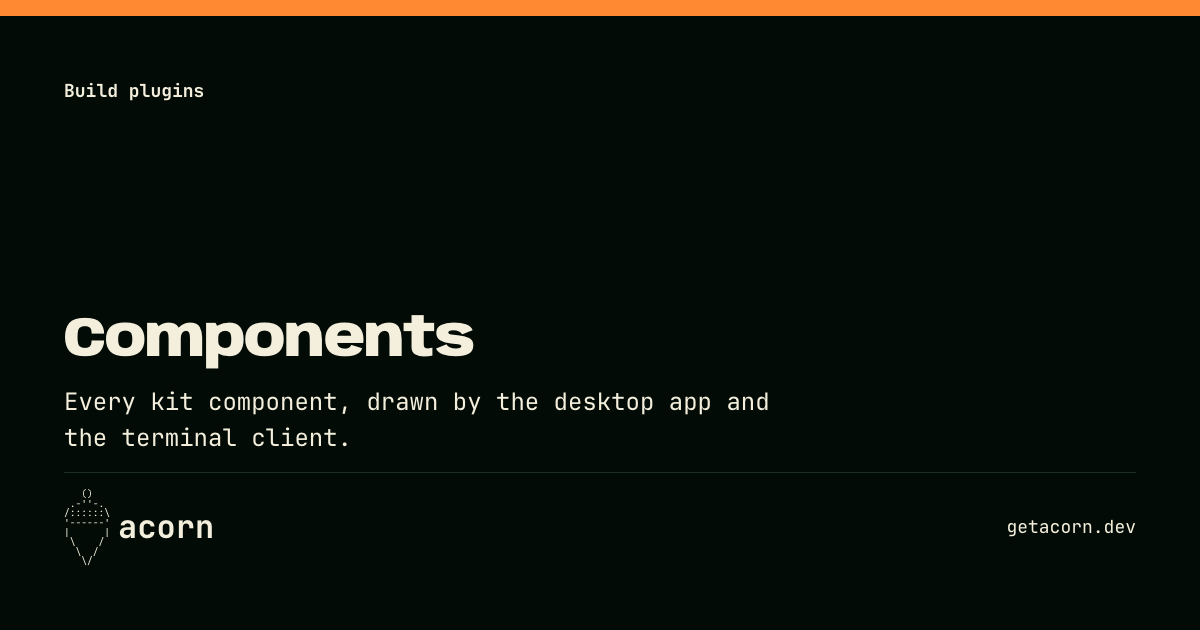 Build plugins
Components
Every kit component, drawn by the desktop app and
the terminal client.
acorn
getacorn.dev